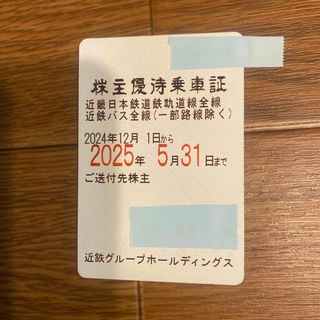 株主優待乗車証
近畿日本鉄道鉄軌道線全線
近鉄バス全線(一部路線除く)
2024年12月 1日から
2025年 5月31日まで
ご送付先株主
近鉄グループホールディングス